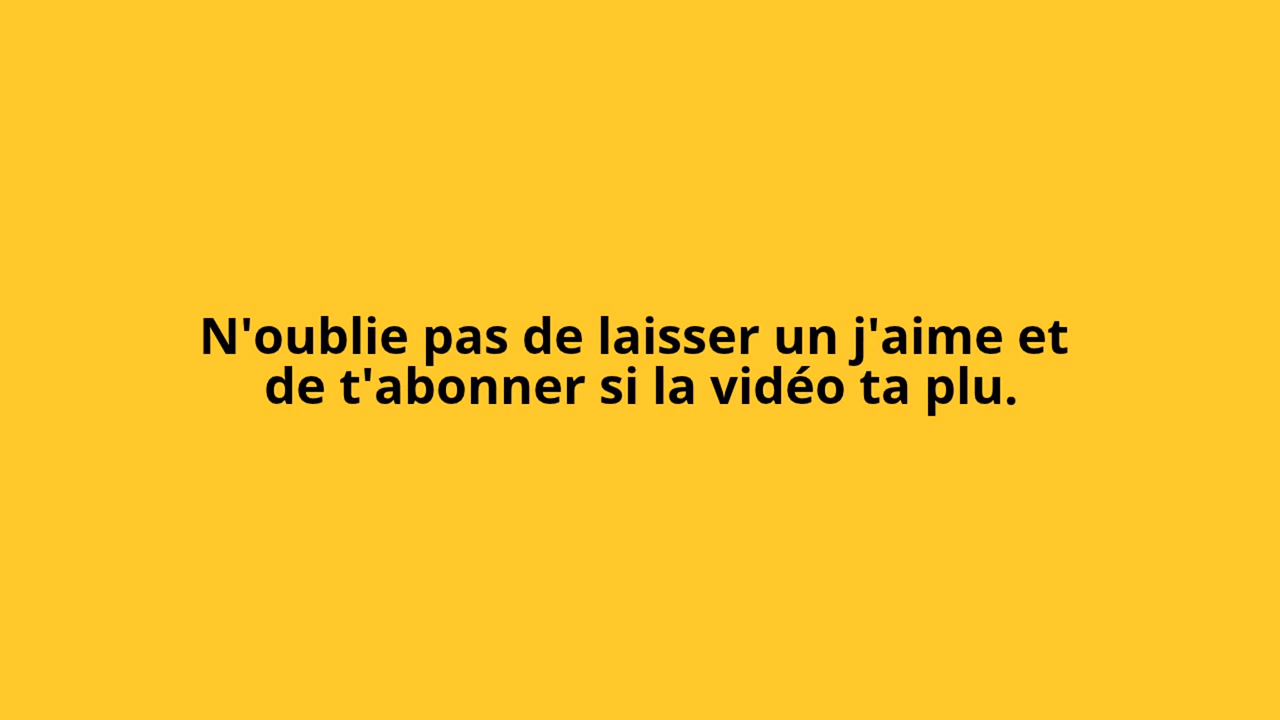 N'oublie pas de laisser un j'aime et
de t'abonner si la vidéo ta plu.